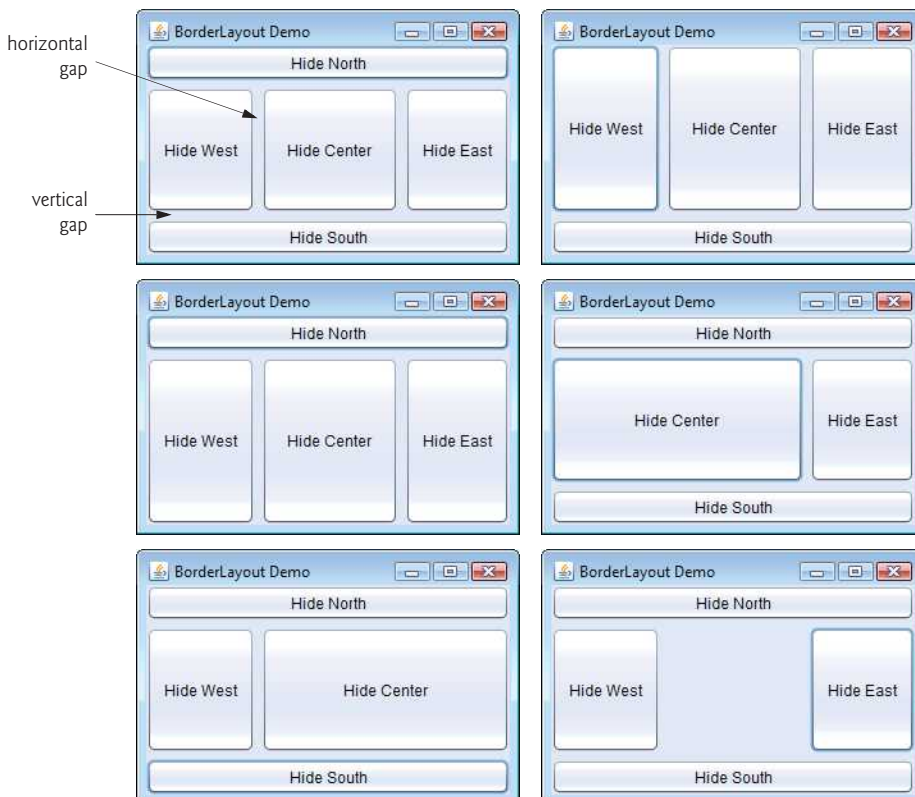 horizontal
gap
vertical
gap
BorderLayout Demo
Hide North
Hide West
Hide Center
Hide East
Hide South
BorderLayout Demo
Hide West
Hide Center
Hide East
Hide South
BorderLayout Demo
Hide North
Hide West
Hide Center
Hide East
BorderLayout Demo
Hide North
Hide Center
Hide East
Hide South
BorderLayout Demo
Hide North
Hide West
Hide Center
Hide South
BorderLayout Demo
Hide North
Hide West
Hide East
Hide South